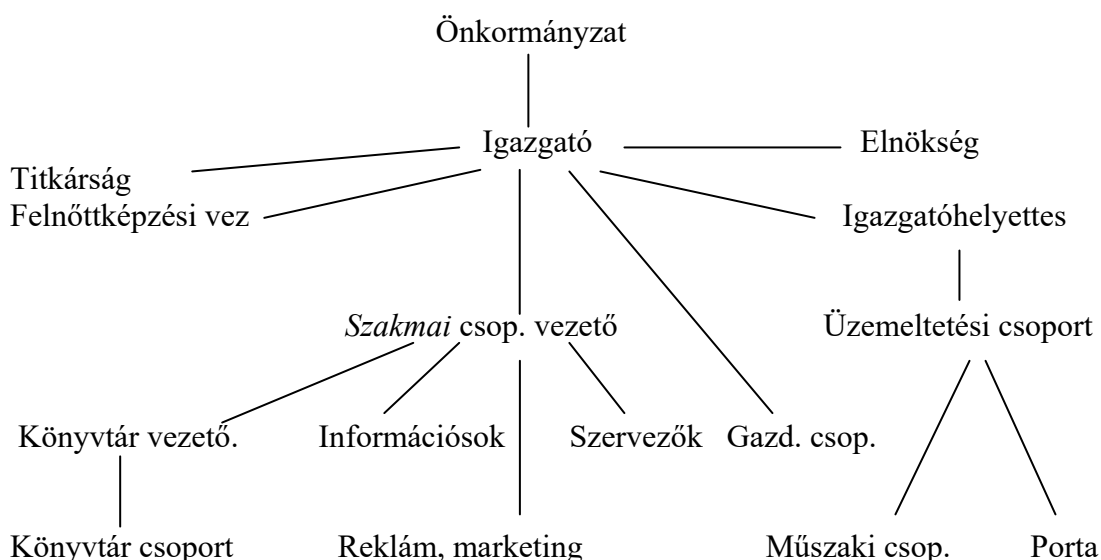 Önkormányzat
Igazgató
Elnökség
Titkárság
Felnőttképzési vez
Igazgatóhelyettes
Szakmai csop. vezető
Üzemeltetési csoport
Könyvtár vezető.
Információsok
Szervezők
Gazd. csop.
Könyvtár csoport
Reklám, marketing
Műszaki csop.
Porta